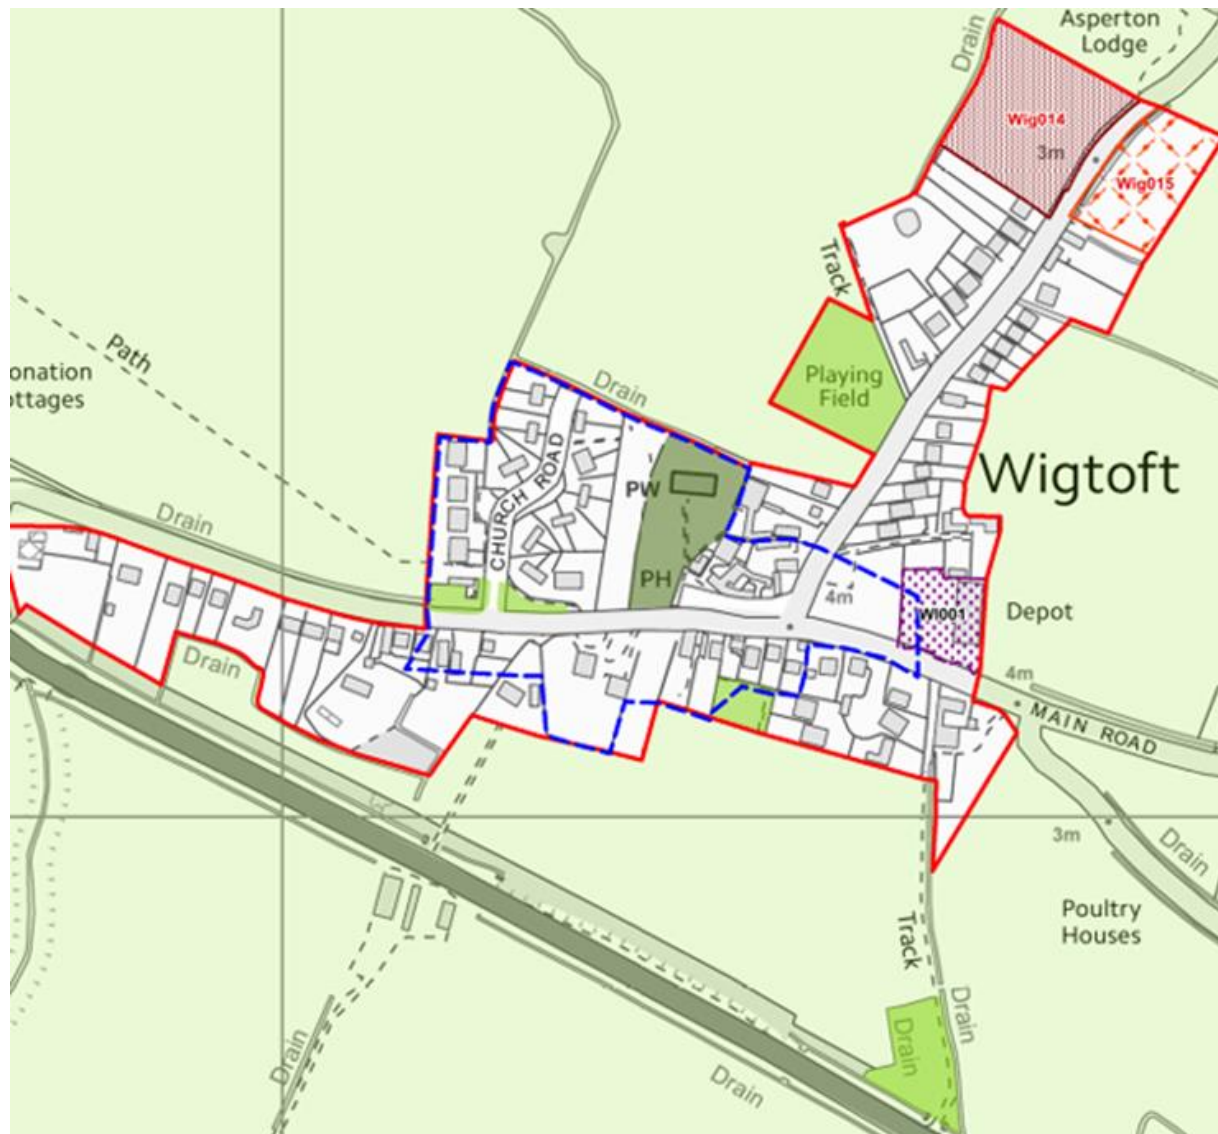 Asperton
Lodge
Drain
Wig014
3m
Wig015
Track
Path
onation
ottages
Drain
Playing
Field
Wigtoft
CHURCH ROAD
PW
Drain
PH
4m
WI001
Depot
Drain
4m
MAIN ROAD
3m
Drain
Poultry
Houses
Track
Drain
Drain
Drain
Drain